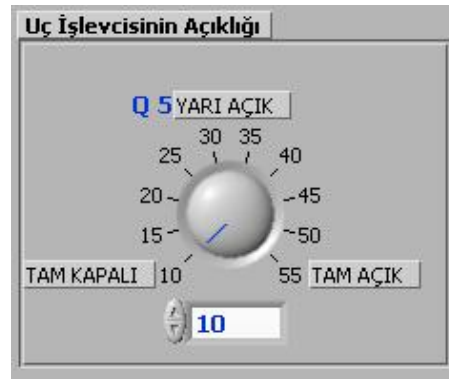 Uç İşlevcisinin Açıklığı
Q 5 YARI AÇIK
30 35
25 40
20 45
15 50
TAM KAPALI 10 55 TAM AÇIK
10